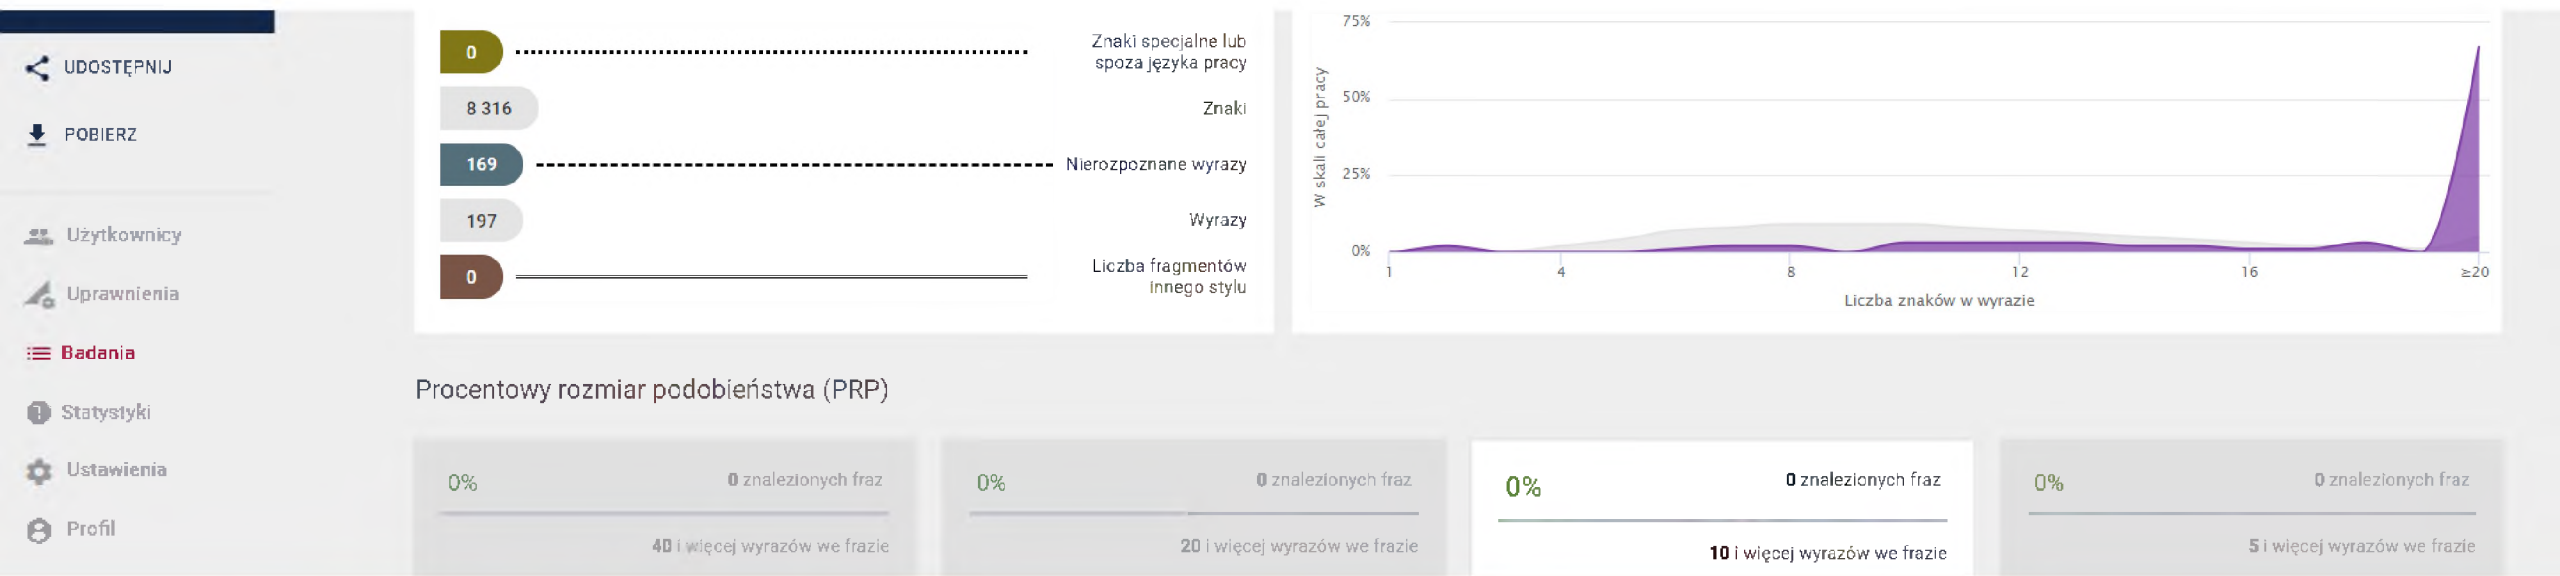 UDOSTĘPNIJ
POBIERZ
Użytkownicy
Uprawnienia
Badania
Statystyki
Ustawienia
Profil
0
Znaki specjalne lub
spoza języka pracy
8 316
Znaki
169
Nierozpoznane wyrazy
197
Wyrazy
0
Liczba fragmentów
innego stylu
75%
50%
25%
0%
W skali całej pracy
1 4 8 12 16 ≥20
Liczba znaków w wyrazie
Procentowy rozmiar podobieństwa (PRP)
0% 0 znalezionych fraz
40 i więcej wyrazów we frazie
0% 0 znalezionych fraz
20 i więcej wyrazów we frazie
0% 0 znalezionych fraz
10 i więcej wyrazów we frazie
0% 0 znalezionych fraz
5 i więcej wyrazów we frazie